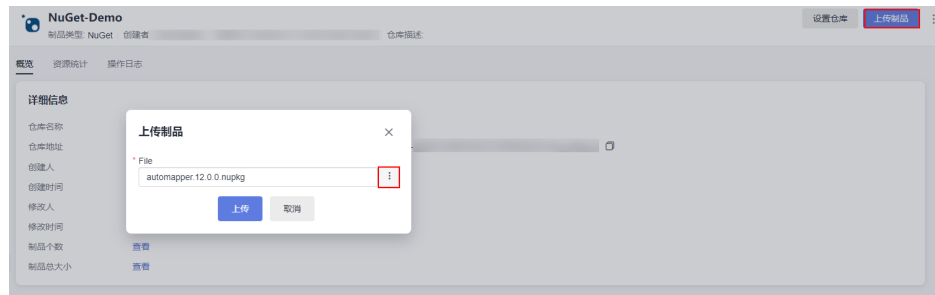 NuGet-Demo
设置仓库 上传制品
制品类型: NuGet 创建者 仓库描述:
概览 资源统计 操作日志
详细信息
仓库名称
仓库地址
创建人
创建时间
修改人
修改时间
制品个数 查看
制品总大小 查看
上传制品
* File
automapper.12.0.0.nupkg
上传 取消